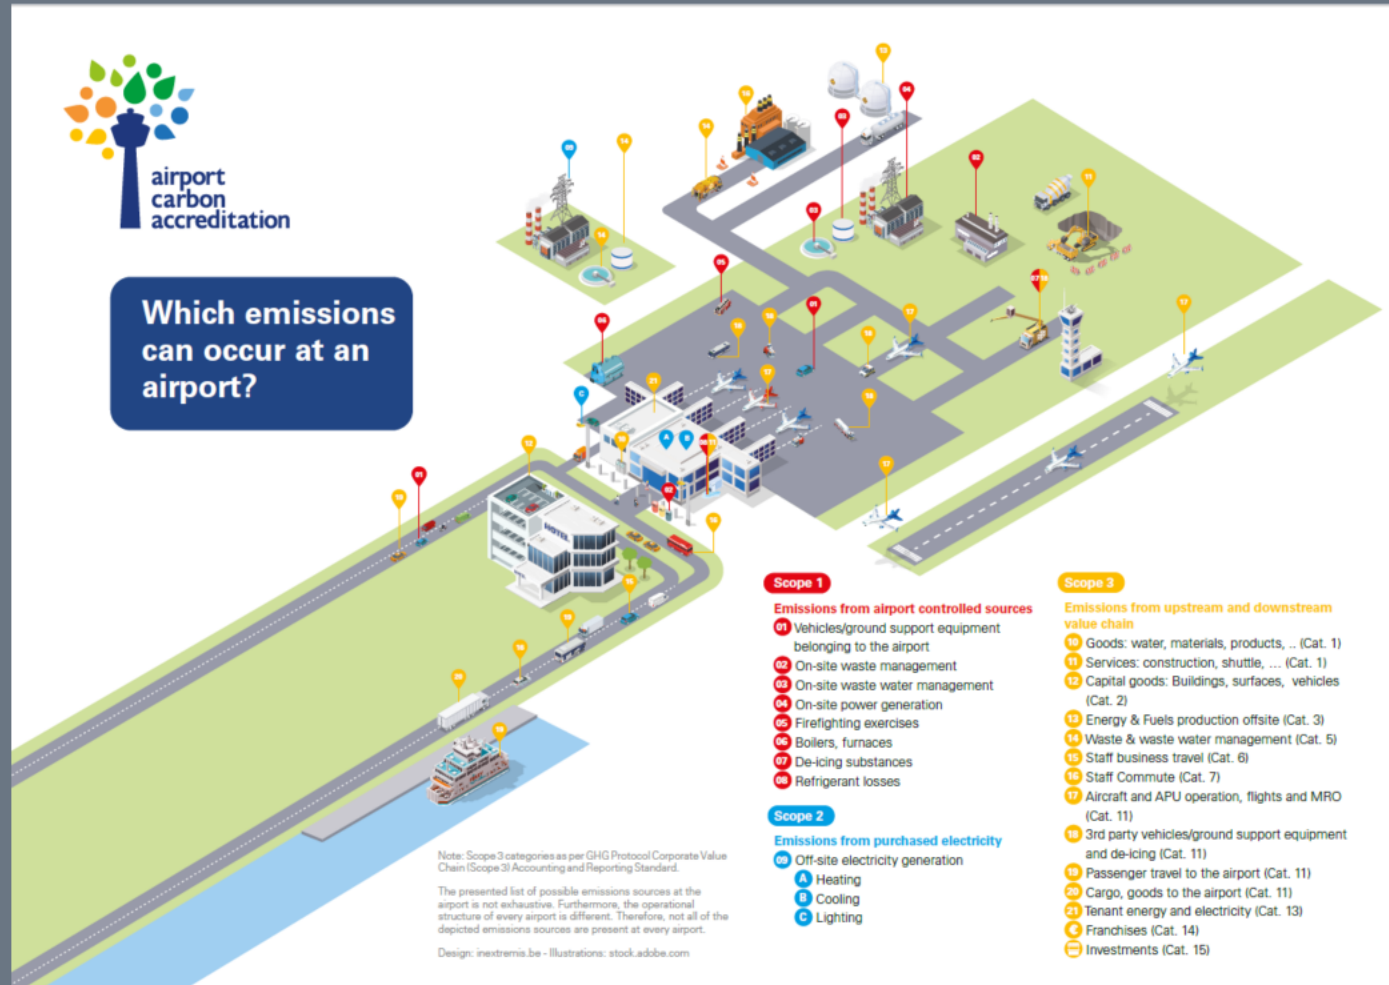 airport
carbon
accreditation
Which emissions
can occur at an
airport?
HOTEL
Scope 1
Emissions from airport controlled sources
01 Vehicles/ground support equipment
belonging to the airport
02 On-site waste management
03 On-site waste water management
04 On-site power generation
05 Firefighting exercises
06 Boilers, furnaces
07 De-icing substances
08 Refrigerant losses
Scope 2
Emissions from purchased electricity
09 Off-site electricity generation
A Heating
B Cooling
C Lighting
Scope 3
Emissions from upstream and downstream
value chain
10 Goods: water, materials, products, .. (Cat. 1)
11 Services: construction, shuttle, ... (Cat. 1)
12 Capital goods: Buildings, surfaces, vehicles
(Cat. 2)
13 Energy & Fuels production offsite (Cat. 3)
14 Waste & waste water management (Cat. 5)
15 Staff business travel (Cat. 6)
16 Staff Commute (Cat. 7)
17 Aircraft and APU operation, flights and MRO
(Cat. 11)
18 3rd party vehicles/ground support equipment
and de-icing (Cat. 11)
19 Passenger travel to the airport (Cat. 11)
20 Cargo, goods to the airport (Cat. 11)
21 Tenant energy and electricity (Cat. 13)
Franchises (Cat. 14)
Investments (Cat. 15)
Note: Scope 3 categories as per GHG Protocol Corporate Value
Chain (Scope 3) Accounting and Reporting Standard.
The presented list of possible emissions sources at the
airport is not exhaustive. Furthermore, the operational
structure of every airport is different. Therefore, not all of the
depicted emissions sources are present at every airport.
Design: inextremis.be - Illustrations: stock.adobe.com